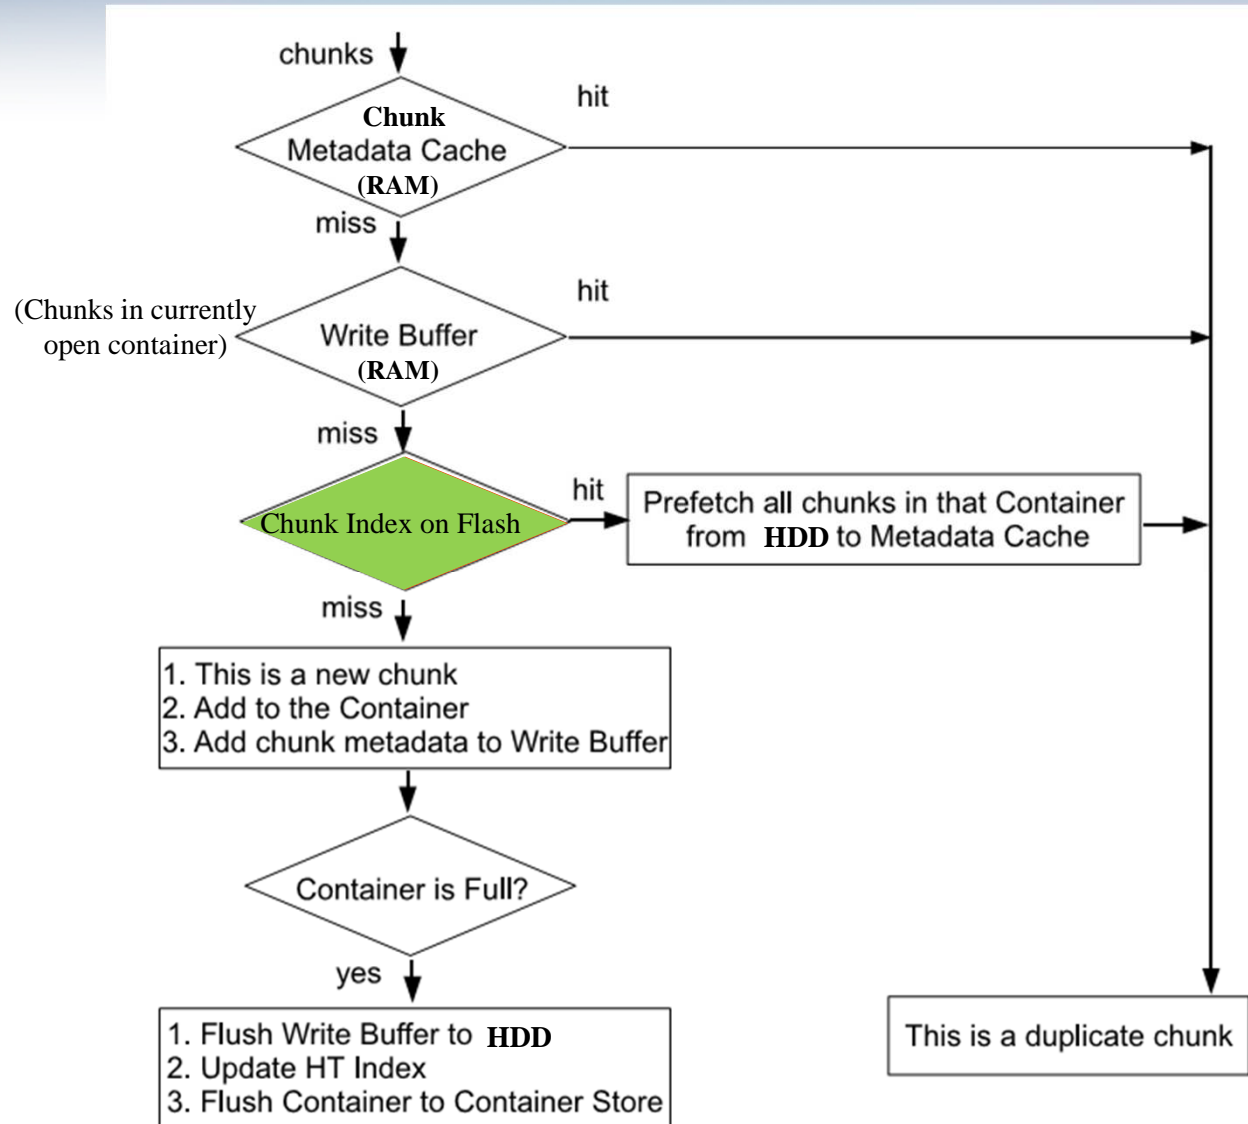 chunks
hit
Chunk
Metadata Cache
(RAM)
miss
hit
(Chunks in currently
open container)
Write Buffer
(RAM)
miss
hit
Chunk Index on Flash
Prefetch all chunks in that Container
from HDD to Metadata Cache
miss
1. This is a new chunk
2. Add to the Container
3. Add chunk metadata to Write Buffer
Container is Full?
yes
1. Flush Write Buffer to HDD
2. Update HT Index
3. Flush Container to Container Store
This is a duplicate chunk